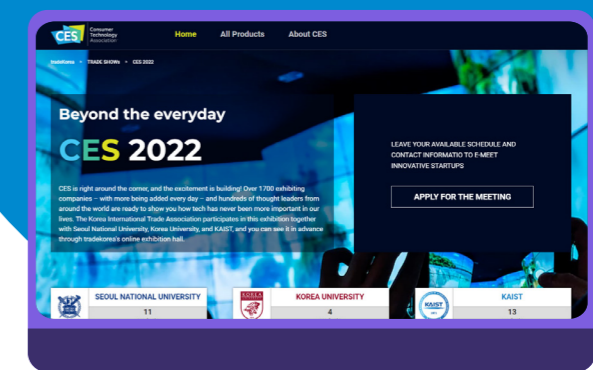 CES
Consumer
Technology
Association
Home All Products About CES
tradeKorea > TRADE SHOWs > CES 2022
Beyond the everyday
CES 2022
CES is right around the corner, and the excitement is building! Over 1700 exhibiting
companies – with more being added every day – and hundreds of thought leaders from
around the world are ready to show you how tech has never been more important in our
lives. The Korea International Trade Association participates in this exhibition together
with Seoul National University, Korea University, and KAIST, and you can see it in advance
through tradekorea's online exhibition hall.
LEAVE YOUR AVAILABLE SCHEDULE AND
CONTACT INFORMATIO TO E-MEET
INNOVATIVE STARTUPS
APPLY FOR THE MEETING
SEOUL NATIONAL UNIVERSITY
11
KOREA
KOREA UNIVERSITY
4
KAIST
KAIST
13